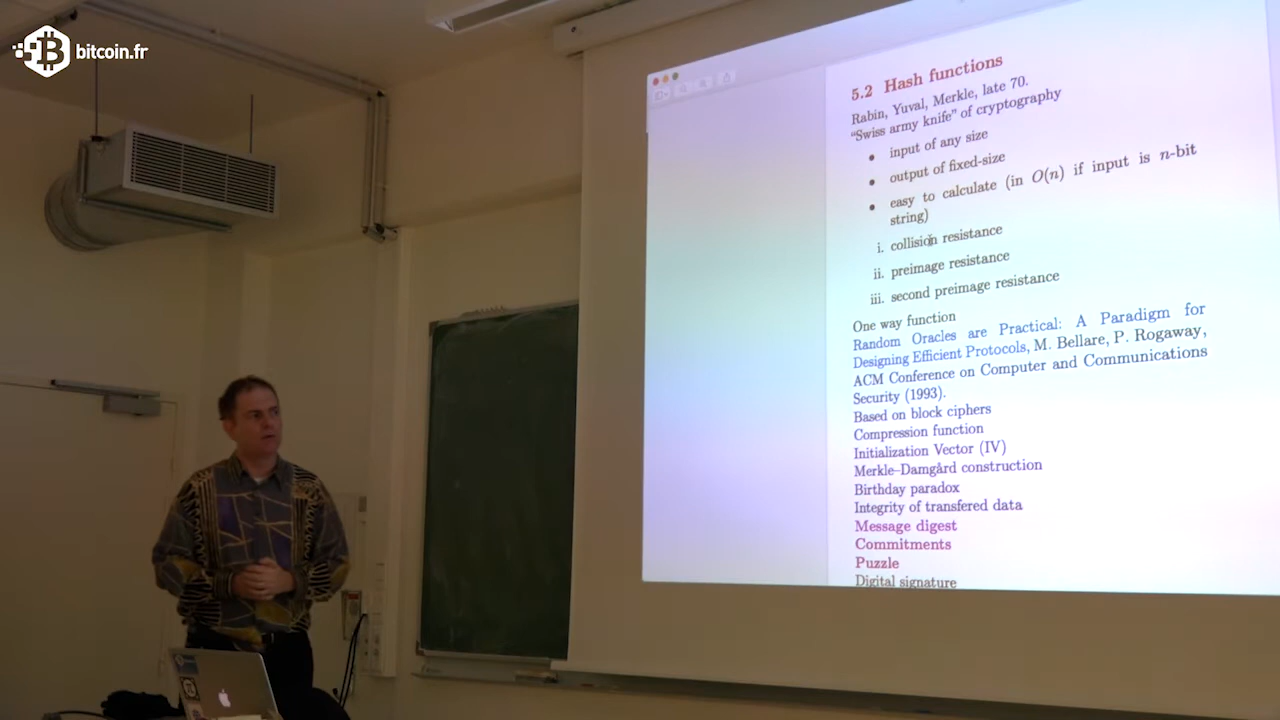 bitcoin.fr
5.2 Hash functions
Rabin, Yuval, Merkle, late 70.
“Swiss army knife” of cryptography
• input of any size
• output of fixed-size
• easy to calculate (in O(n) if input is n-bit
string)
i. collision resistance
ii. preimage resistance
iii. second preimage resistance
One way function
Random Oracles are Practical: A Paradigm for
Designing Efficient Protocols, M. Bellare, P. Rogaway,
ACM Conference on Computer and Communications
Security (1993).
Based on block ciphers
Compression function
Initialization Vector (IV)
Merkle–Damgård construction
Birthday paradox
Integrity of transfered data
Message digest
Commitments
Puzzle
Digital signature